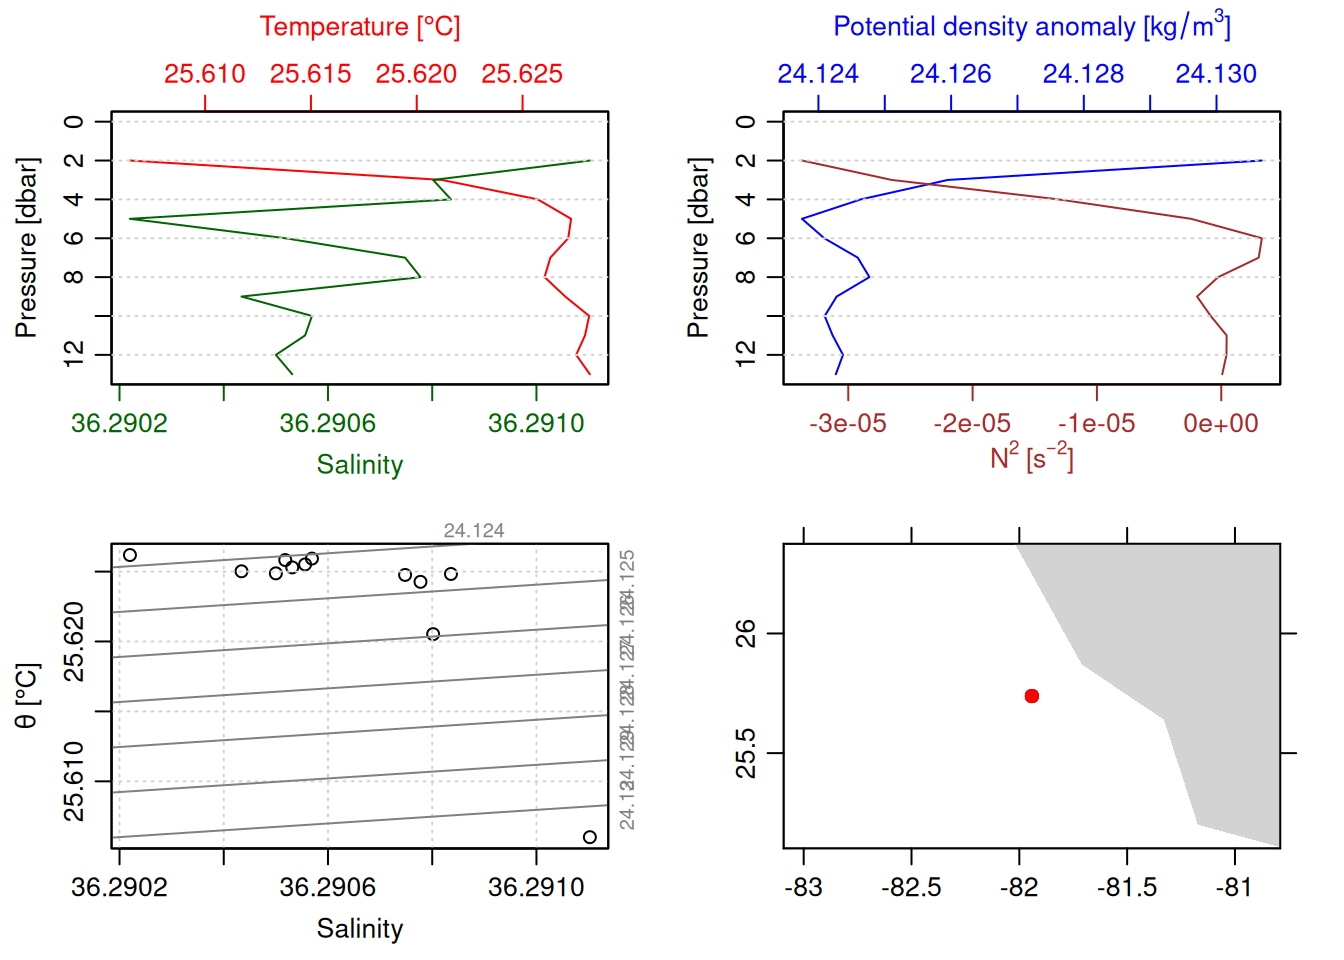 Temperature [°C]
25.610 25.615 25.620 25.625
Pressure [dbar]
0
2
4
6
8
12
36.2902 36.2906 36.2910
Salinity
Potential density anomaly [kg/m³]
24.124 24.126 24.128 24.130
Pressure [dbar]
0
2
4
6
8
12
-3e-05 -2e-05 -1e-05 0e+00
N² [s⁻²]
24.124
θ [°C]
25.620
25.610
24.125
36.2902 36.2906 36.2910
Salinity
26
25.5
-83 -82.5 -82 -81.5 -81